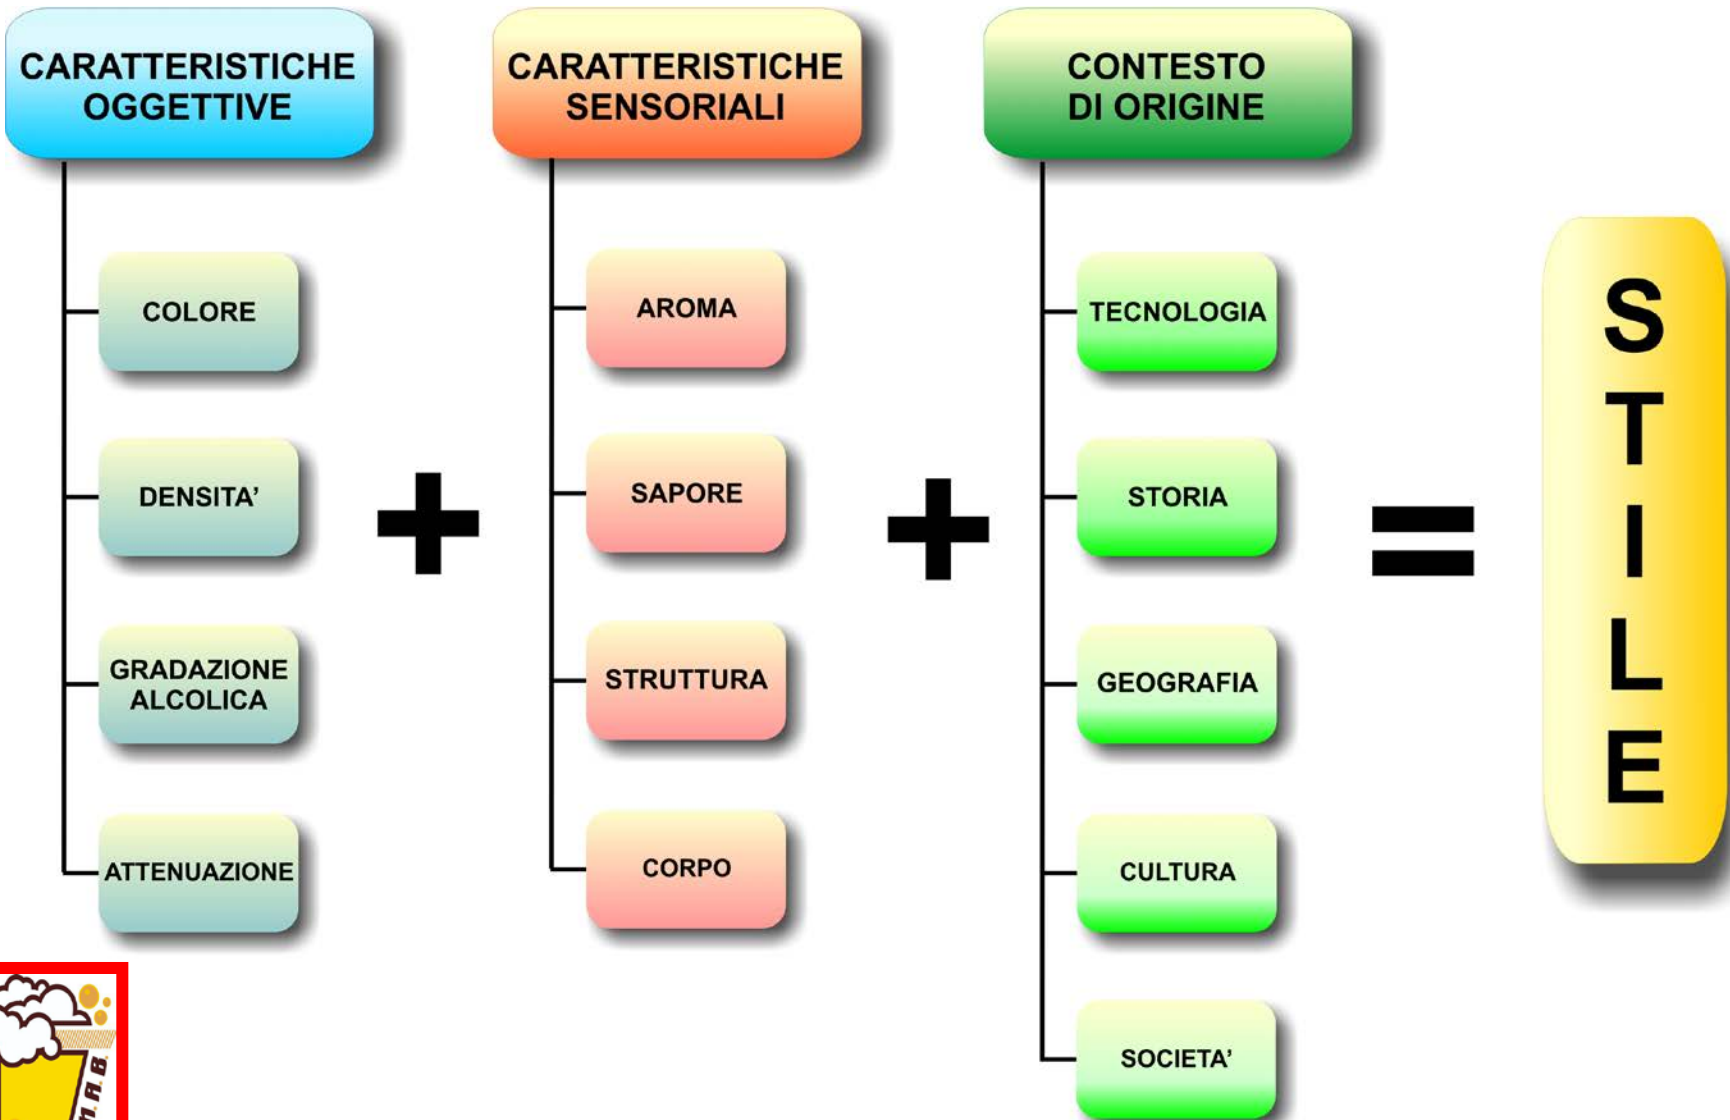 CARATTERISTICHE
OGGETTIVE
COLORE
DENSITA'
GRADAZIONE
ALCOLICA
ATTENUAZIONE
+
CARATTERISTICHE
SENSORIALI
AROMA
SAPORE
STRUTTURA
CORPO
+
CONTESTO
DI ORIGINE
TECNOLOGIA
STORIA
GEOGRAFIA
CULTURA
SOCIETA'
=
STILE